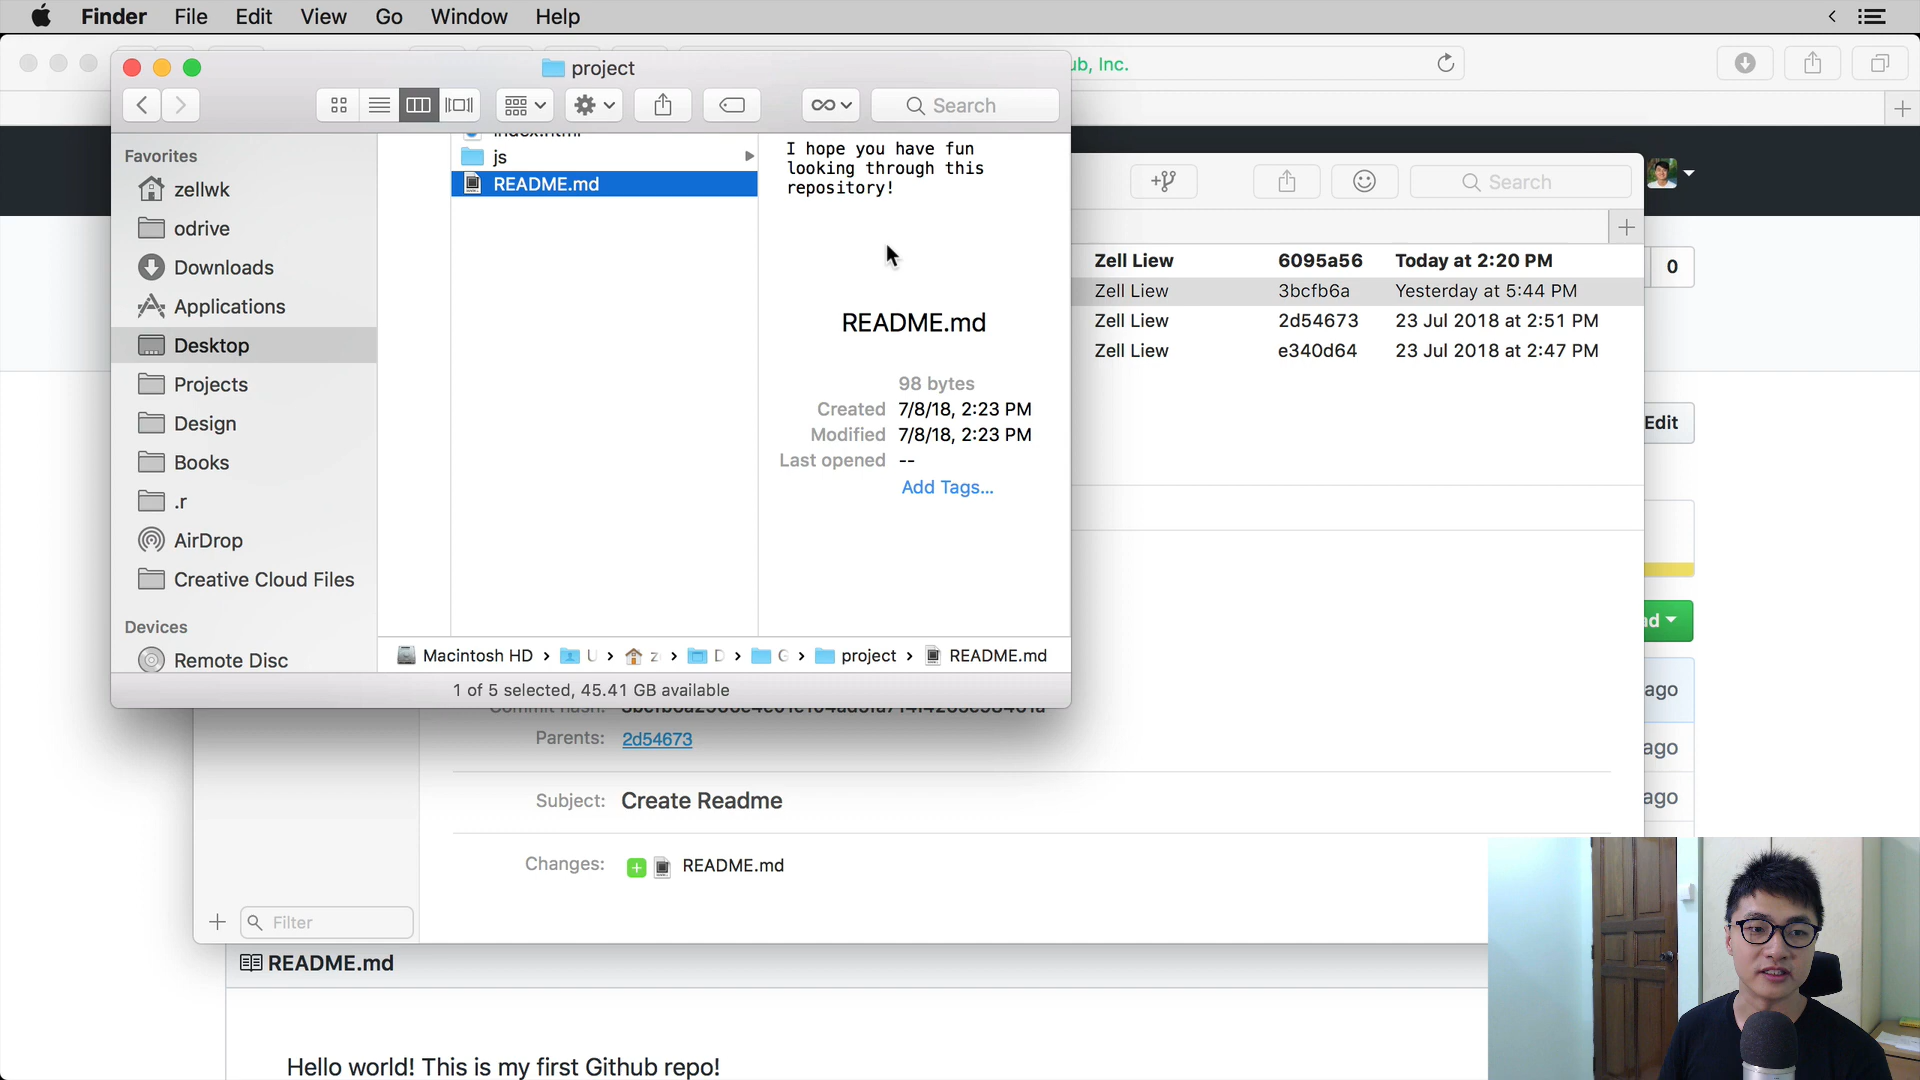 Finder File Edit View Go Window Help
project
ub, Inc.
Search
Favorites
zellwk
odrive
Downloads
Applications
Desktop
Projects
Design
Books
.r
AirDrop
Creative Cloud Files
Devices
Remote Disc
index.html
js
README.md
I hope you have fun
looking through this
repository!
README.md
98 bytes
Created 7/8/18, 2:23 PM
Modified 7/8/18, 2:23 PM
Last opened --
Add Tags...
Macintosh HD › U › z › D › G › project › README.md
1 of 5 selected, 45.41 GB available
Search
Zell Liew 6095a56 Today at 2:20 PM
Zell Liew 3bcfb6a Yesterday at 5:44 PM
Zell Liew 2d54673 23 Jul 2018 at 2:51 PM
Zell Liew e340d64 23 Jul 2018 at 2:47 PM
0
Edit
ad
ago
ago
ago
Commit hash:
Parents: 2d54673
Subject: Create Readme
Changes: README.md
Filter
README.md
Hello world! This is my first Github repo!